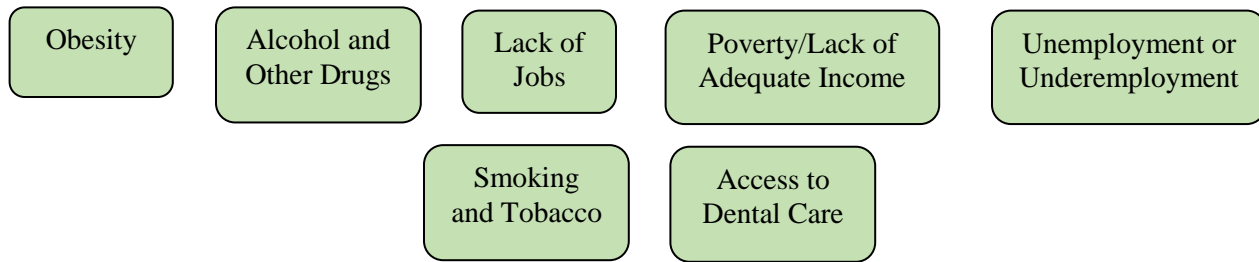 Obesity
Alcohol and
Other Drugs
Lack of
Jobs
Poverty/Lack of
Adequate Income
Unemployment or
Underemployment
Smoking
and Tobacco
Access to
Dental Care